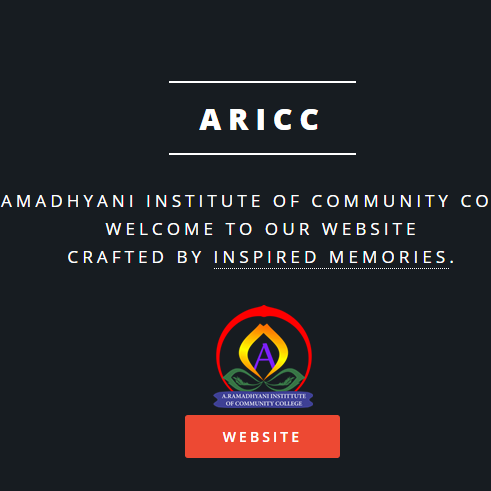 ARICC
AMADHYANI INSTITUTE OF COMMUNITY CO
WELCOME TO OUR WEBSITE
CRAFTED BY INSPIRED MEMORIES.
A
A.RAMADHYANI INSTITUTE
OF COMMUNITY COLLEGE
WEBSITE